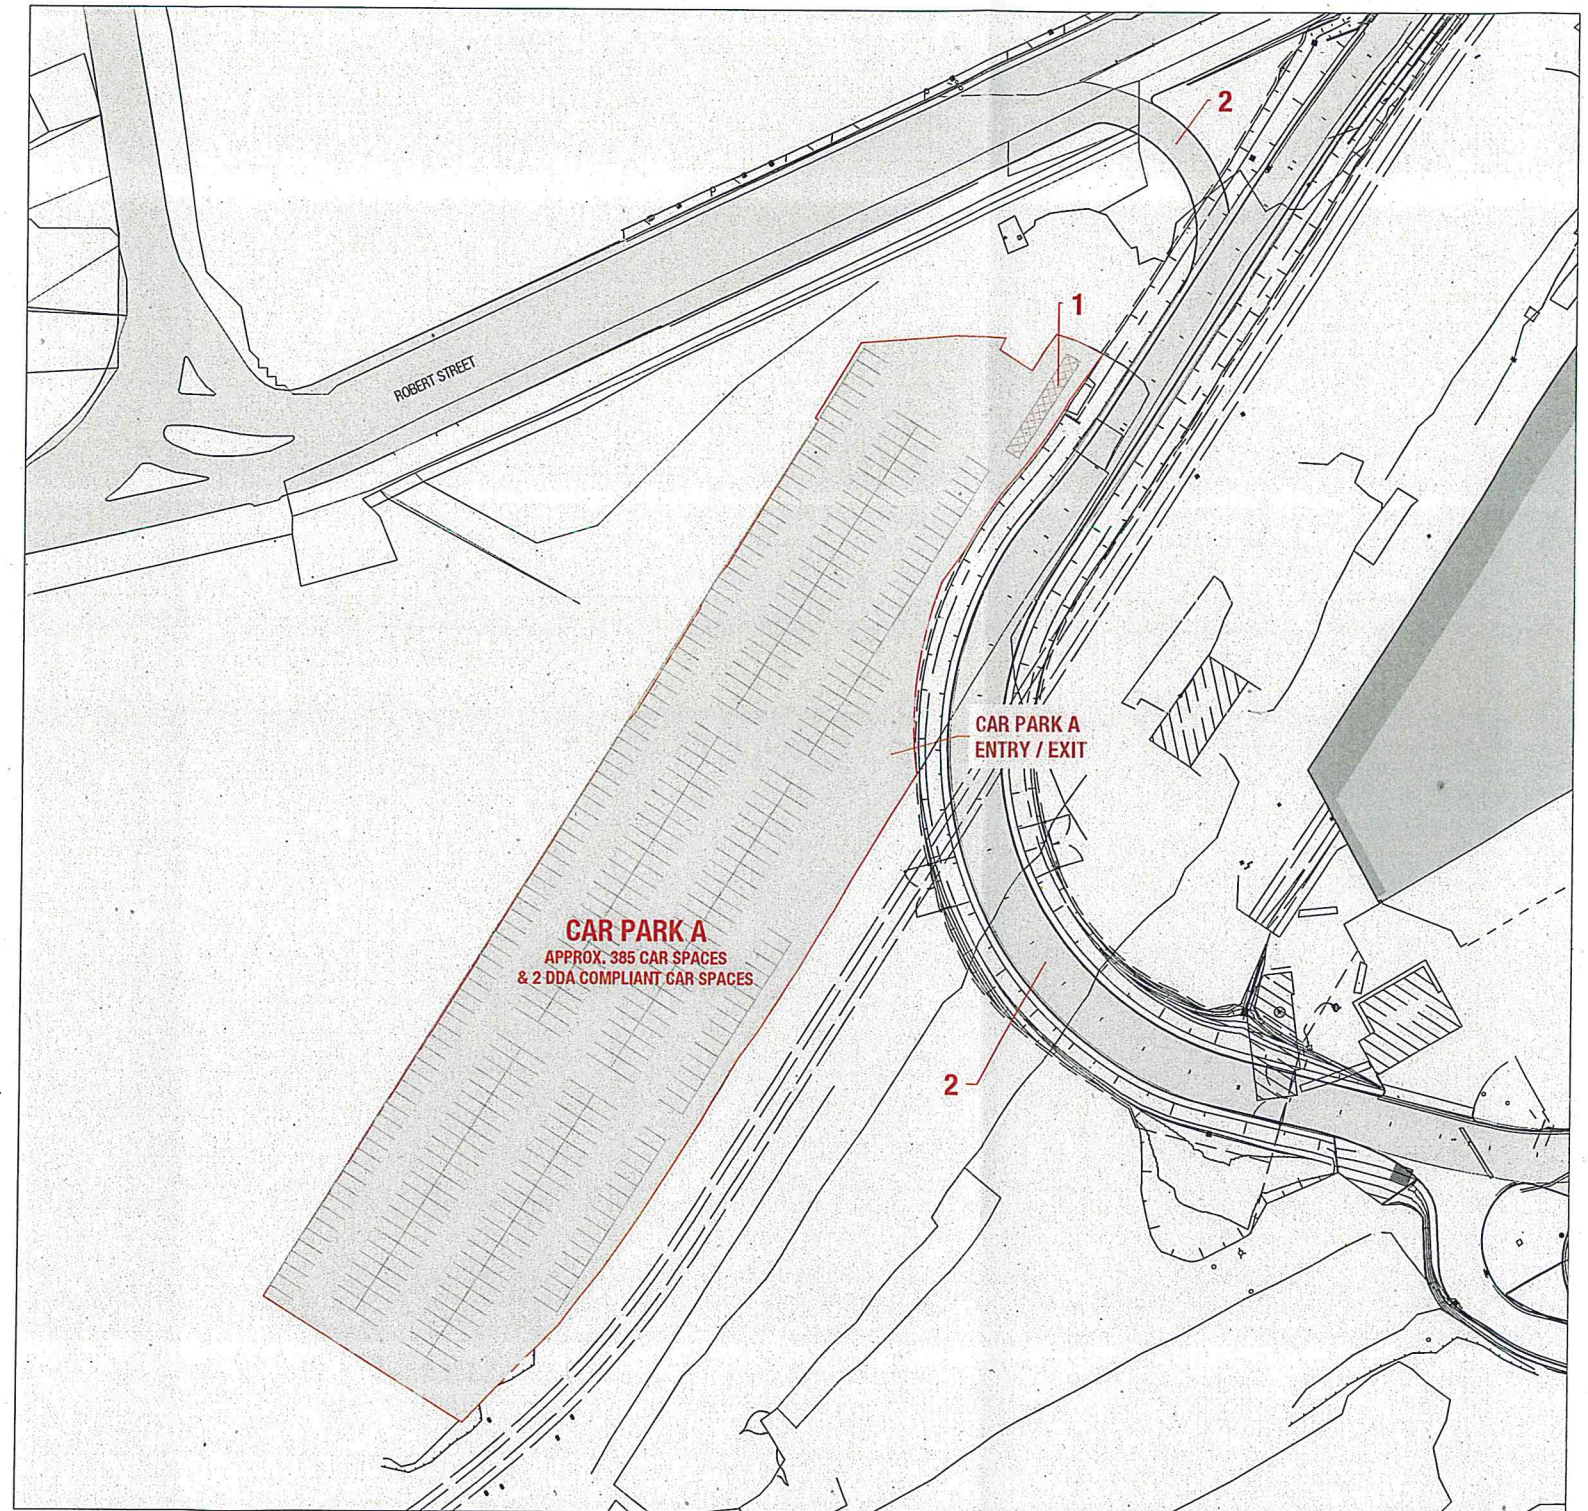 2
1
ROBERT STREET
CAR PARK A
ENTRY / EXIT
CAR PARK A
APPROX. 385 CAR SPACES
& 2 DDA COMPLIANT CAR SPACES
2